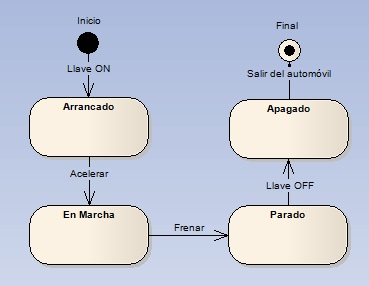 Inicio
Llave ON
Arrancado
Acelerar
En Marcha
Frenar
Parado
Llave OFF
Apagado
Salir del automóvil
Final